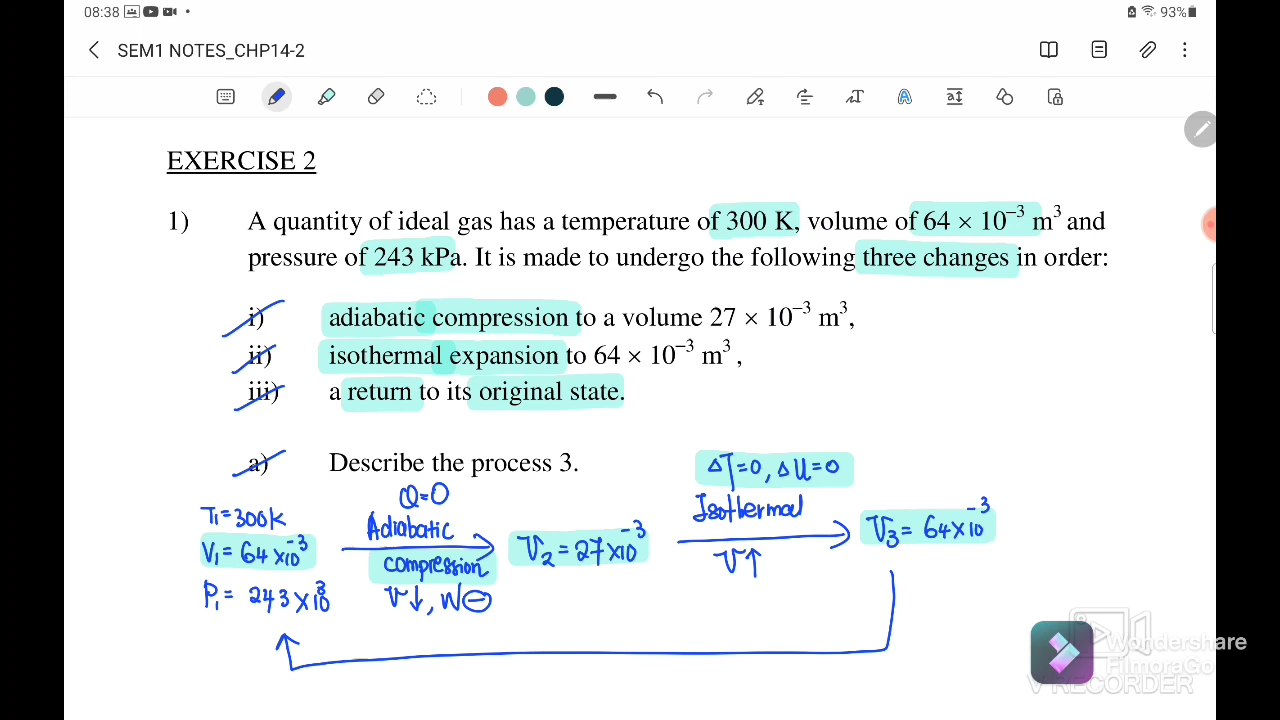 08:38
93%
SEM1 NOTES_CHP14-2
EXERCISE 2
1) A quantity of ideal gas has a temperature of 300 K, volume of 64 × 10⁻³ m³ and
pressure of 243 kPa. It is made to undergo the following three changes in order:
i) adiabatic compression to a volume 27 × 10⁻³ m³,
ii) isothermal expansion to 64 × 10⁻³ m³ ,
iii) a return to its original state.
a) Describe the process 3.
T₁=300K
V₁= 64 ×10⁻³
P₁= 243×10³
Q=0
Adiabatic
compression
V↓, W⊖
V₂ = 27×10⁻³
ΔT=0, ΔU=0
Isothermal
V↑
V₃= 64×10⁻³
Wondershare
FilmoraGo
V RECORDER